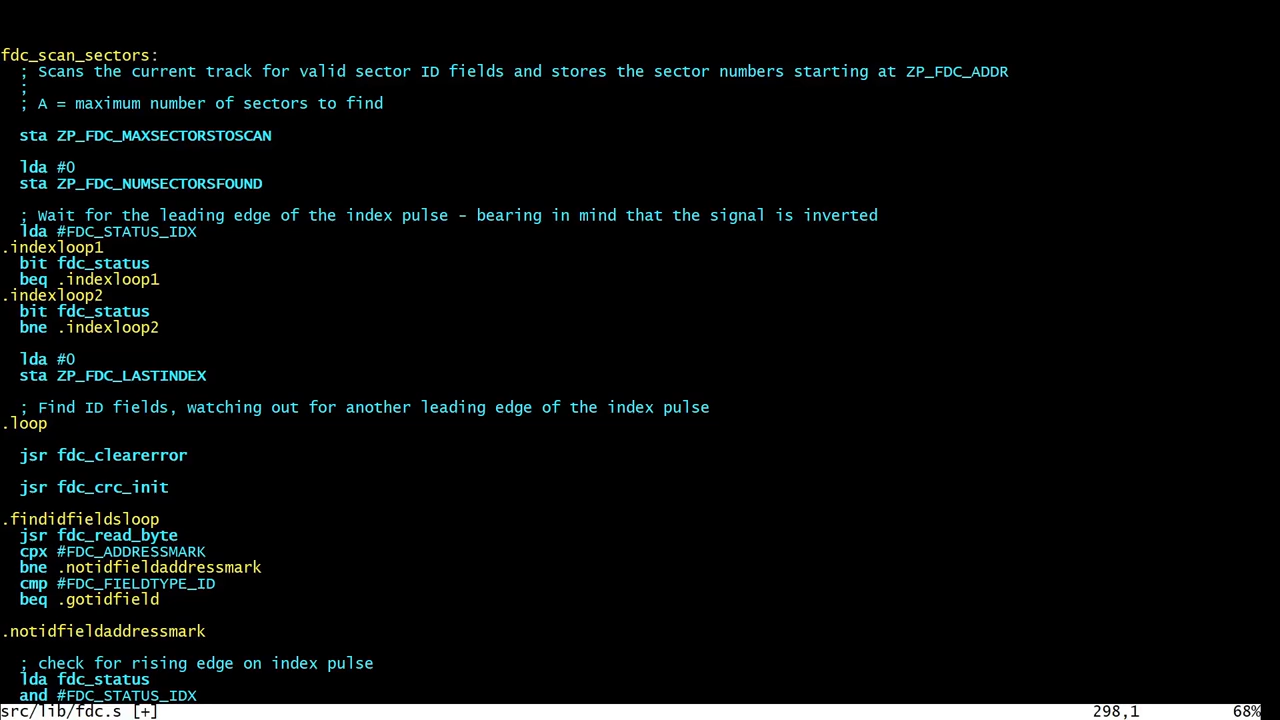 fdc_scan_sectors:
  ; Scans the current track for valid sector ID fields and stores the sector numbers starting at ZP_FDC_ADDR
  ;
  ; A = maximum number of sectors to find
  sta ZP_FDC_MAXSECTORSTOSCAN
  lda #0
  sta ZP_FDC_NUMSECTORSFOUND
  ; Wait for the leading edge of the index pulse - bearing in mind that the signal is inverted
  lda #FDC_STATUS_IDX
.indexloop1
  bit fdc_status
  beq .indexloop1
.indexloop2
  bit fdc_status
  bne .indexloop2
  lda #0
  sta ZP_FDC_LASTINDEX
  ; Find ID fields, watching out for another leading edge of the index pulse
.loop
  jsr fdc_clearerror
  jsr fdc_crc_init
.findidfieldsloop
  jsr fdc_read_byte
  cpx #FDC_ADDRESSMARK
  bne .notidfieldaddressmark
  cmp #FDC_FIELDTYPE_ID
  beq .gotidfield
.notidfieldaddressmark
  ; check for rising edge on index pulse
  lda fdc_status
  and #FDC_STATUS_IDX
src/lib/fdc.s [+] 298,1 68%